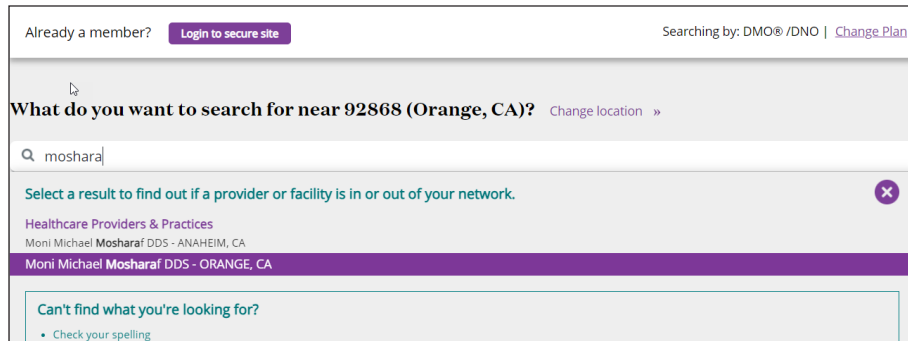 Already a member? Login to secure site Searching by: DMO® /DNO | Change Plan
What do you want to search for near 92868 (Orange, CA)? Change location »
moshara
Select a result to find out if a provider or facility is in or out of your network.
Healthcare Providers & Practices
Moni Michael Mosharaf DDS - ANAHEIM, CA
Moni Michael Mosharaf DDS - ORANGE, CA
Can't find what you're looking for?
• Check your spelling